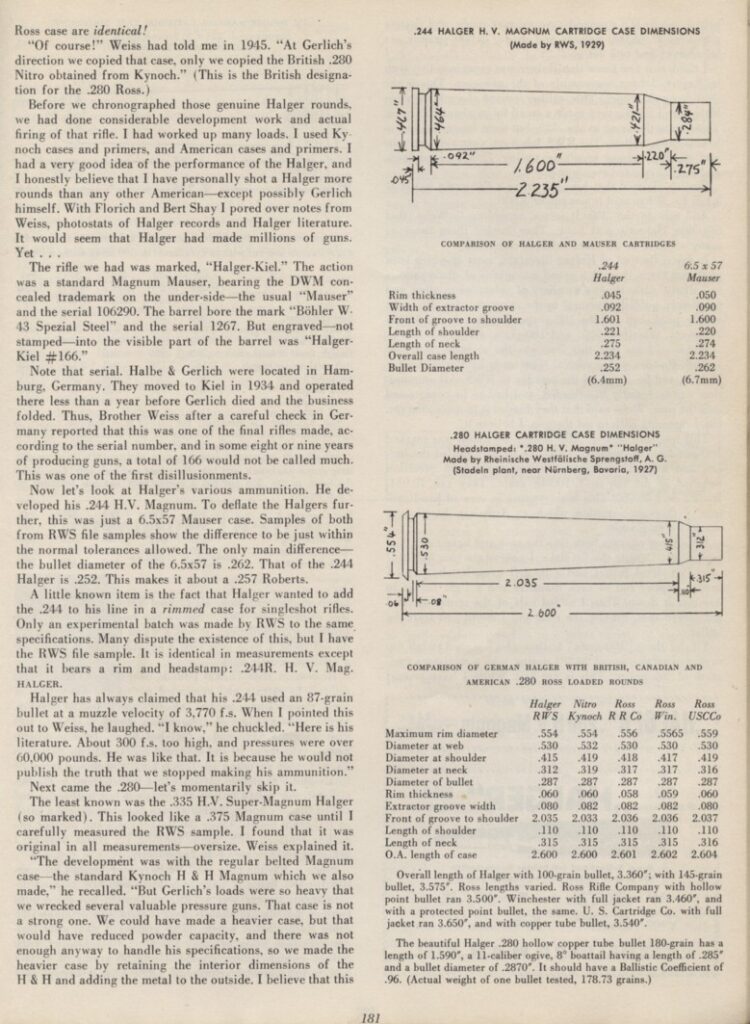 Ross case are identical!
"Of course!" Weiss had told me in 1945. "At Gerlich's
direction we copied that case, only we copied the British .280
Nitro obtained from Kynoch." (This is the British designa-
tion for the .280 Ross.)
Before we chronographed those genuine Halger rounds,
we had done considerable development work and actual
firing of that rifle. I had worked up many loads. I used Ky-
noch cases and primers, and American cases and primers. I
had a very good idea of the performance of the Halger, and
I honestly believe that I have personally shot a Halger more
rounds than any other American—except possibly Gerlich
himself. With Florich and Bert Shay I pored over notes from
Weiss, photostats of Halger records and Halger literature.
It would seem that Halger had made millions of guns.
Yet . . .
The rifle we had was marked, "Halger-Kiel." The action
was a standard Magnum Mauser, bearing the DWM con-
cealed trademark on the under-side—the usual "Mauser"
and the serial 106290. The barrel bore the mark "Böhler W-
43 Spezial Steel" and the serial 1267. But engraved—not
stamped—into the visible part of the barrel was "Halger-
Kiel #166."
Note that serial. Halbe & Gerlich were located in Ham-
burg, Germany. They moved to Kiel in 1934 and operated
there less than a year before Gerlich died and the business
folded. Thus, Brother Weiss after a careful check in Ger-
many reported that this was one of the final rifles made, ac-
cording to the serial number, and in some eight or nine years
of producing guns, a total of 166 would not be called much.
This was one of the first disillusionments.
Now let's look at Halger's various ammunition. He de-
veloped his .244 H.V. Magnum. To deflate the Halgers fur-
ther, this was just a 6.5x57 Mauser case. Samples of both
from RWS file samples show the difference to be just within
the normal tolerances allowed. The only main difference—
the bullet diameter of the 6.5x57 is .262. That of the .244
Halger is .252. This makes it about a .257 Roberts.
A little known item is the fact that Halger wanted to add
the .244 to his line in a rimmed case for singleshot rifles.
Only an experimental batch was made by RWS to the same
specifications. Many dispute the existence of this, but I have
the RWS file sample. It is identical in measurements except
that it bears a rim and headstamp: .244R. H. V. Mag.
HALGER.
Halger has always claimed that his .244 used an 87-grain
bullet at a muzzle velocity of 3,770 f.s. When I pointed this
out to Weiss, he laughed. "I know," he chuckled. "Here is his
literature. About 300 f.s. too high, and pressures were over
60,000 pounds. He was like that. It is because he would not
publish the truth that we stopped making his ammunition."
Next came the .280—let's momentarily skip it.
The least known was the .335 H.V. Super-Magnum Halger
(so marked). This looked like a .375 Magnum case until I
carefully measured the RWS sample. I found that it was
original in all measurements—oversize. Weiss explained it.
"The development was with the regular belted Magnum
case—the standard Kynoch H & H Magnum which we also
made," he recalled. "But Gerlich's loads were so heavy that
we wrecked several valuable pressure guns. That case is not
a strong one. We could have made a heavier case, but that
would have reduced powder capacity, and there was not
enough anyway to handle his specifications, so we made the
heavier case by retaining the interior dimensions of the
H & H and adding the metal to the outside. I believe that this
.244 HALGER H. V. MAGNUM CARTRIDGE CASE DIMENSIONS
(Made by RWS, 1929)
.467" .464" .421" .284"
.092" 1.600" .220" .275"
.045
2.235"
COMPARISON OF HALGER AND MAUSER CARTRIDGES
.244 6.5 x 57
Halger Mauser
Rim thickness .045 .050
Width of extractor groove .092 .090
Front of groove to shoulder 1.601 1.600
Length of shoulder .221 .220
Length of neck .275 .274
Overall case length 2.234 2.234
Bullet Diameter .252 .262
(6.4mm) (6.7mm)
.280 HALGER CARTRIDGE CASE DIMENSIONS
Headstamped: *.280 H. V. Magnum* "Halger"
Made by Rheinische Westfälische Sprengstoff, A. G.
(Stadeln plant, near Nürnberg, Bavaria, 1927)
.554" .530 .415" .312"
2.035 .315"
.06 .08"
2.600"
COMPARISON OF GERMAN HALGER WITH BRITISH, CANADIAN AND
AMERICAN .280 ROSS LOADED ROUNDS
Halger Nitro Ross Ross Ross
RWS Kynoch R R Co Win. USCCo
Maximum rim diameter .554 .554 .556 .5565 .559
Diameter at web .530 .532 .530 .530 .530
Diameter at shoulder .415 .419 .418 .417 .419
Diameter at neck .312 .319 .317 .317 .316
Diameter of bullet .287 .287 .287 .287 .287
Rim thickness .060 .060 .058 .059 .060
Extractor groove width .080 .082 .082 .082 .080
Front of groove to shoulder 2.035 2.033 2.036 2.036 2.037
Length of shoulder .110 .110 .110 .110 .110
Length of neck .315 .315 .315 .315 .316
O.A. length of case 2.600 2.600 2.601 2.602 2.604
Overall length of Halger with 100-grain bullet, 3.360"; with 145-grain
bullet, 3.575". Ross lengths varied. Ross Rifle Company with hollow
point bullet ran 3.500". Winchester with full jacket ran 3.460", and
with a protected point bullet, the same. U. S. Cartridge Co. with full
jacket ran 3.650", and with copper tube bullet, 3.540".
The beautiful Halger .280 hollow copper tube bullet 180-grain has a
length of 1.590", a 11-caliber ogive, 8° boattail having a length of .285"
and a bullet diameter of .2870". It should have a Ballistic Coefficient of
.96. (Actual weight of one bullet tested, 178.73 grains.)
181